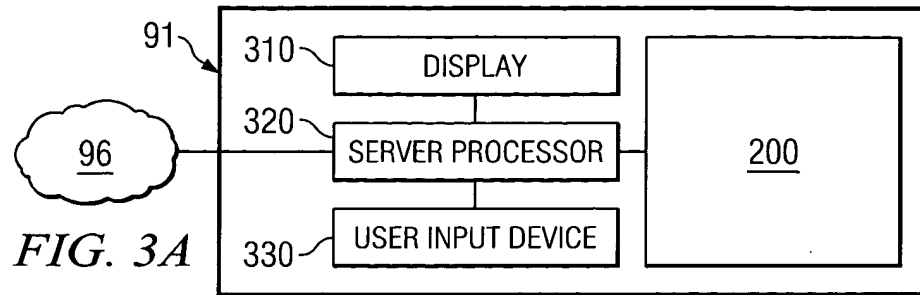 91
310
DISPLAY
320
96
SERVER PROCESSOR
200
FIG. 3A
330
USER INPUT DEVICE